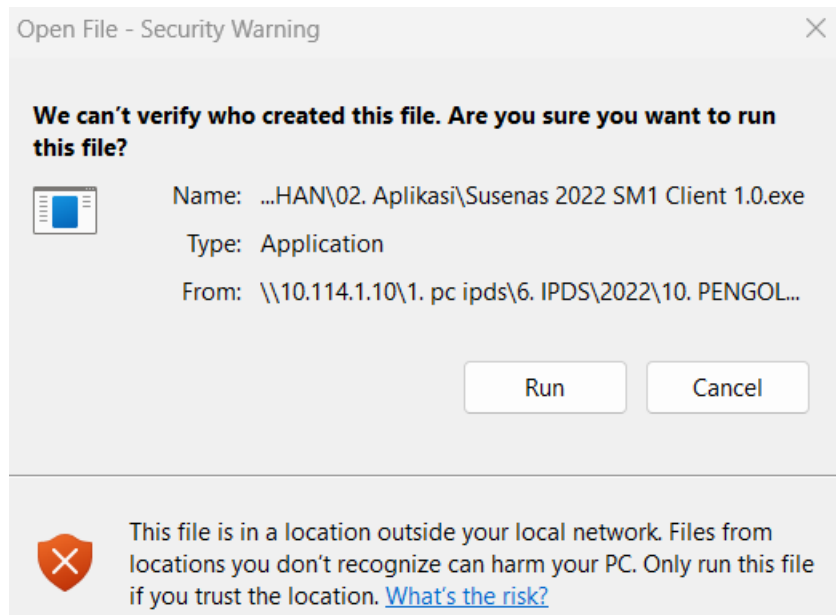 Open File - Security Warning
We can’t verify who created this file. Are you sure you want to run
this file?
Name: ...HAN\02. Aplikasi\Susenas 2022 SM1 Client 1.0.exe
Type: Application
From: \\10.114.1.10\1. pc ipds\6. IPDS\2022\10. PENGOL...
Run Cancel
This file is in a location outside your local network. Files from
locations you don’t recognize can harm your PC. Only run this file
if you trust the location. What’s the risk?